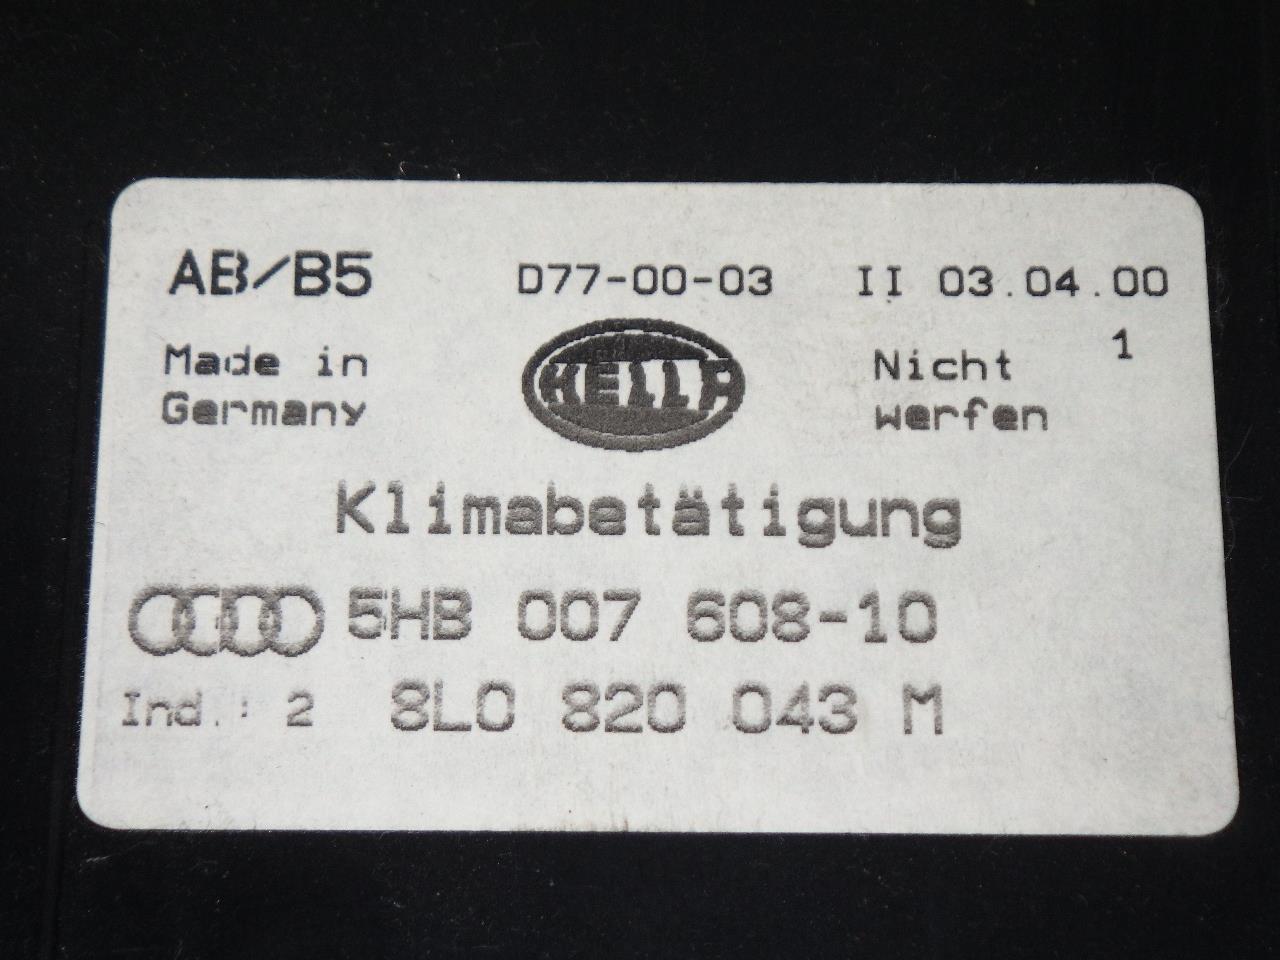 AB/B5 D77-00-03 II 03.04.00
1
Made in Germany
HELLA
Nicht werfen
Klimabetätigung
5HB 007 608-10
Ind.: 2 8L0 820 043 M